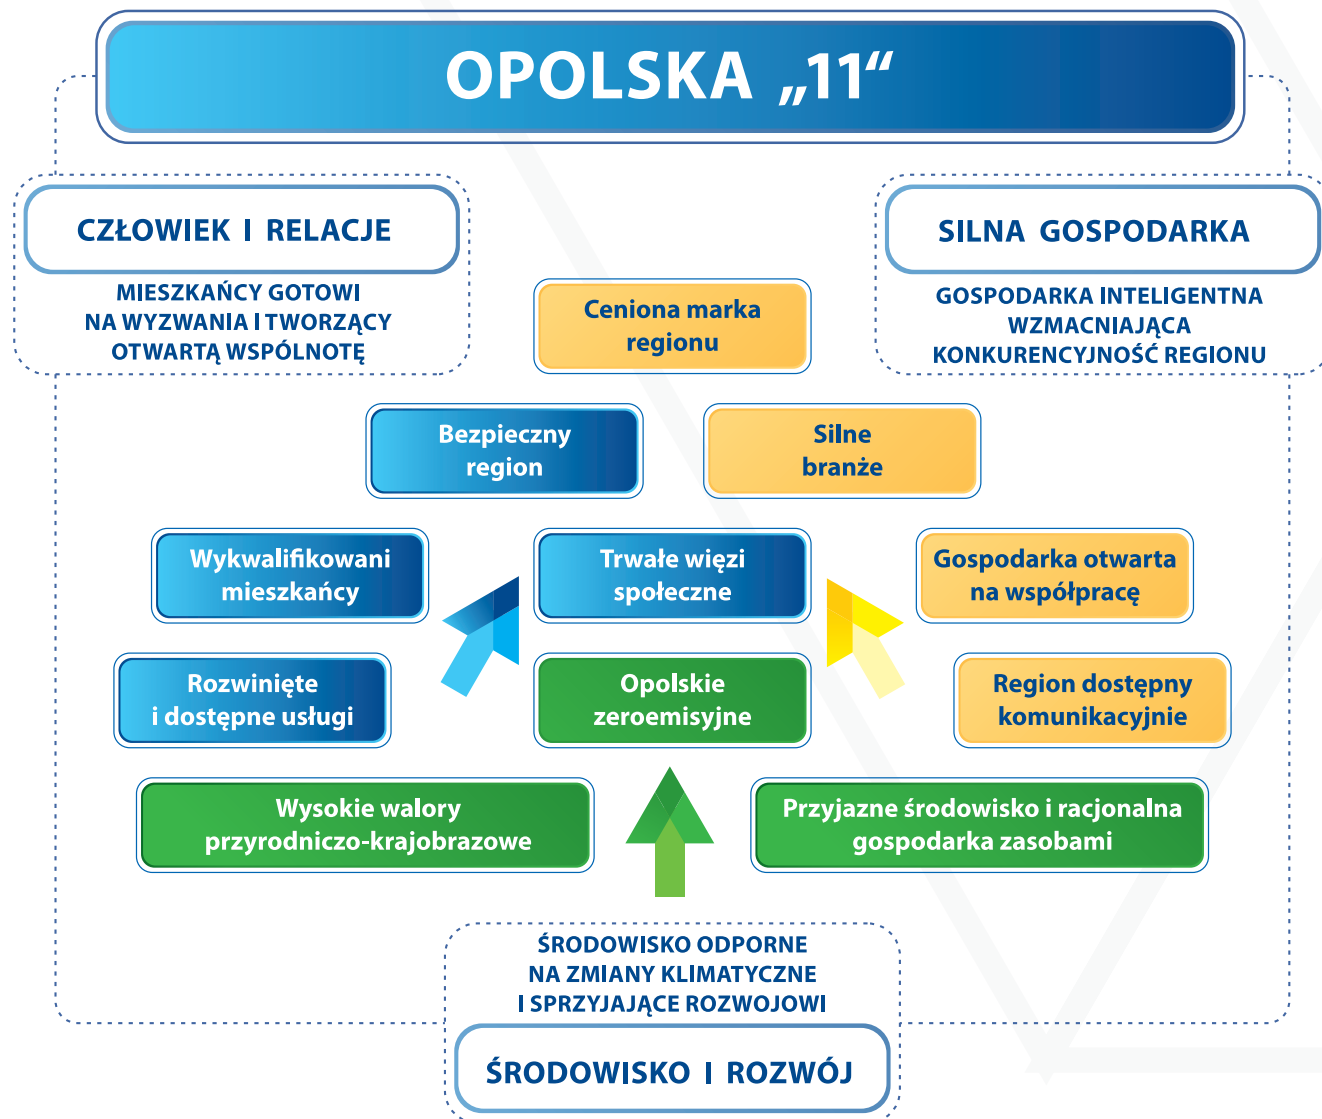 OPOLSKA „11“
CZŁOWIEK I RELACJE
MIESZKAŃCY GOTOWI
NA WYZWANIA I TWORZĄCY
OTWARTĄ WSPÓLNOTĘ
SILNA GOSPODARKA
GOSPODARKA INTELIGENTNA
WZMACNIAJĄCA
KONKURENCYJNOŚĆ REGIONU
Ceniona marka
regionu
Bezpieczny
region
Silne
branże
Wykwalifikowani
mieszkańcy
Trwałe więzi
społeczne
Gospodarka otwarta
na współpracę
Rozwinięte
i dostępne usługi
Opolskie
zeroemisyjne
Region dostępny
komunikacyjnie
Wysokie walory
przyrodniczo-krajobrazowe
Przyjazne środowisko i racjonalna
gospodarka zasobami
ŚRODOWISKO ODPORNE
NA ZMIANY KLIMATYCZNE
I SPRZYJAJĄCE ROZWOJOWI
ŚRODOWISKO I ROZWÓJ